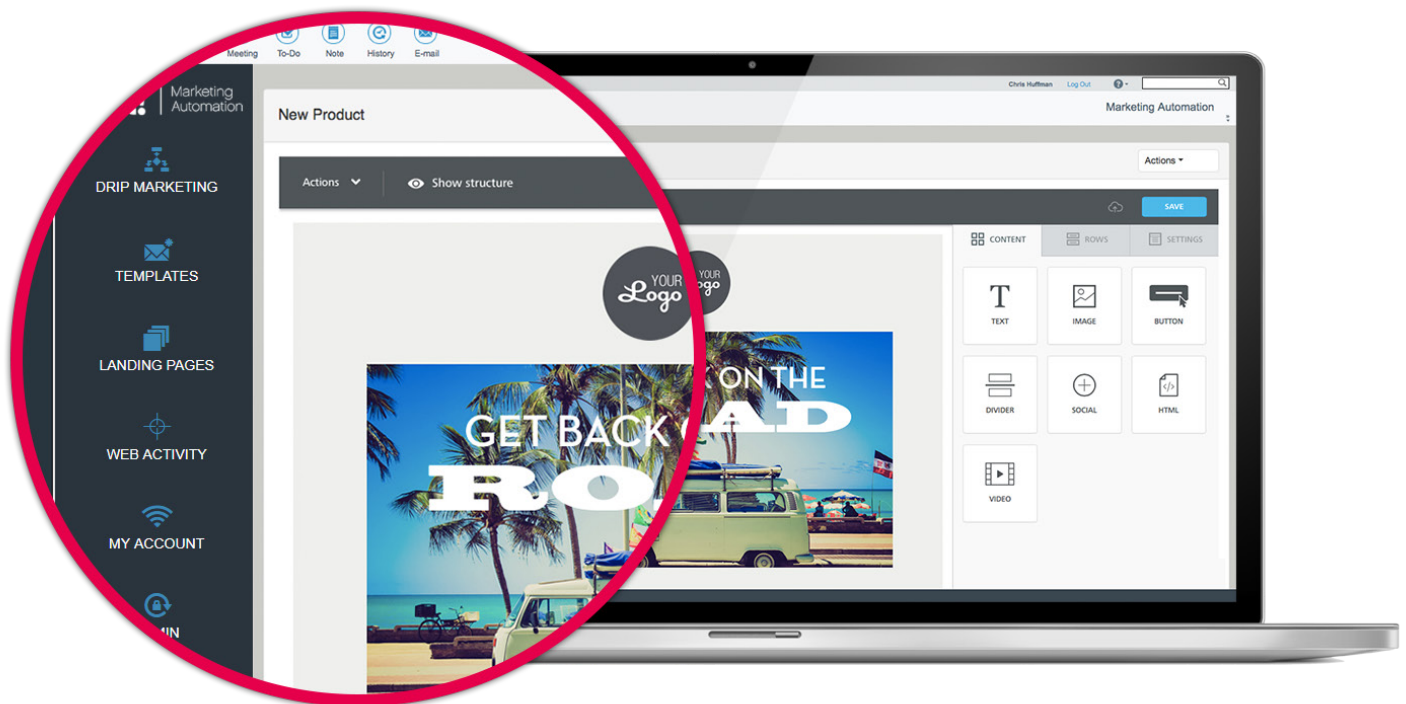 Meeting To-Do Note History E-mail
Marketing
Automation
DRIP MARKETING
TEMPLATES
LANDING PAGES
WEB ACTIVITY
MY ACCOUNT
New Product
Actions Show structure
YOUR
Logo
GET BACK
Chris Huffman Log Out ?
Marketing Automation
Actions
SAVE
CONTENT ROWS SETTINGS
YOUR
ogo
ON THE
AD
TEXT IMAGE BUTTON
DIVIDER SOCIAL HTML
VIDEO